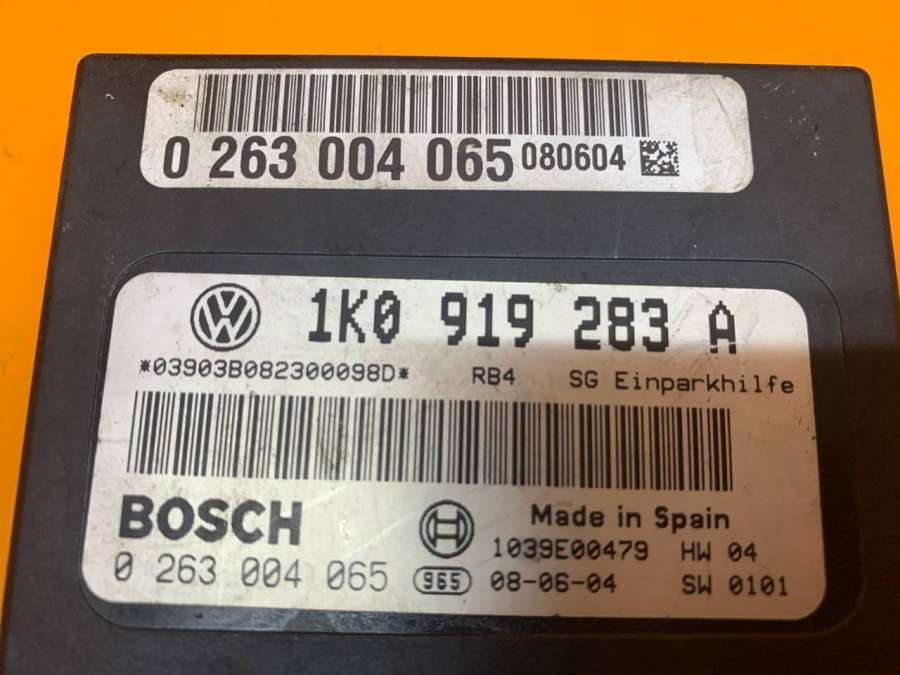 0 263 004 065 080604
1K0 919 283 A
*03903B082300098D* RB4 SG Einparkhilfe
BOSCH Made in Spain
1039E00479 HW 04
0 263 004 065 965 08-06-04 SW 0101